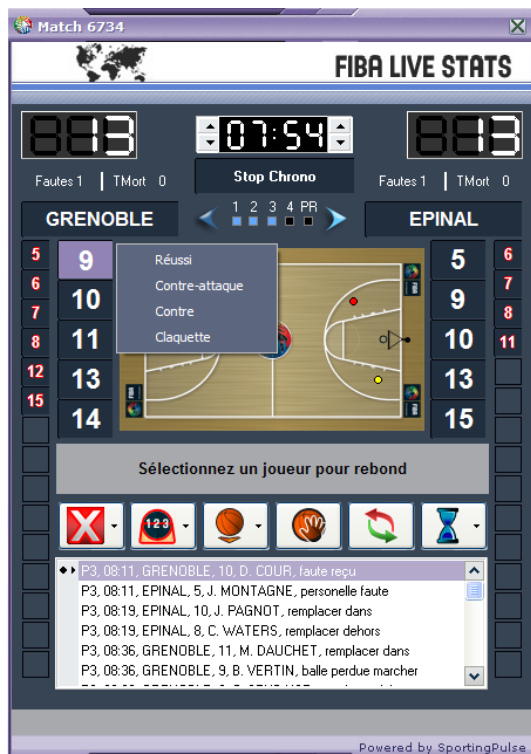 Match 6734
FIBA LIVE STATS
13 07:54 13
Fautes 1 TMort 0 Stop Chrono Fautes 1 TMort 0
GRENOBLE 1 2 3 4 PR EPINAL
5 9 Réussi 5 6
6 Contre-attaque 7
7 10 Contre 9 8
8 11 Claquette 10 11
12 13 13
15 14 15
Sélectionnez un joueur pour rebond
X 123
P3, 08:11, GRENOBLE, 10, D. COUR, faute reçu
P3, 08:11, EPINAL, 5, J. MONTAGNE, personelle faute
P3, 08:19, EPINAL, 10, J. PAGNOT, remplacer dans
P3, 08:19, EPINAL, 8, C. WATERS, remplacer dehors
P3, 08:36, GRENOBLE, 11, M. DAUCHET, remplacer dans
P3, 08:36, GRENOBLE, 9, B. VERTIN, balle perdue marcher
Powered by SportingPulse